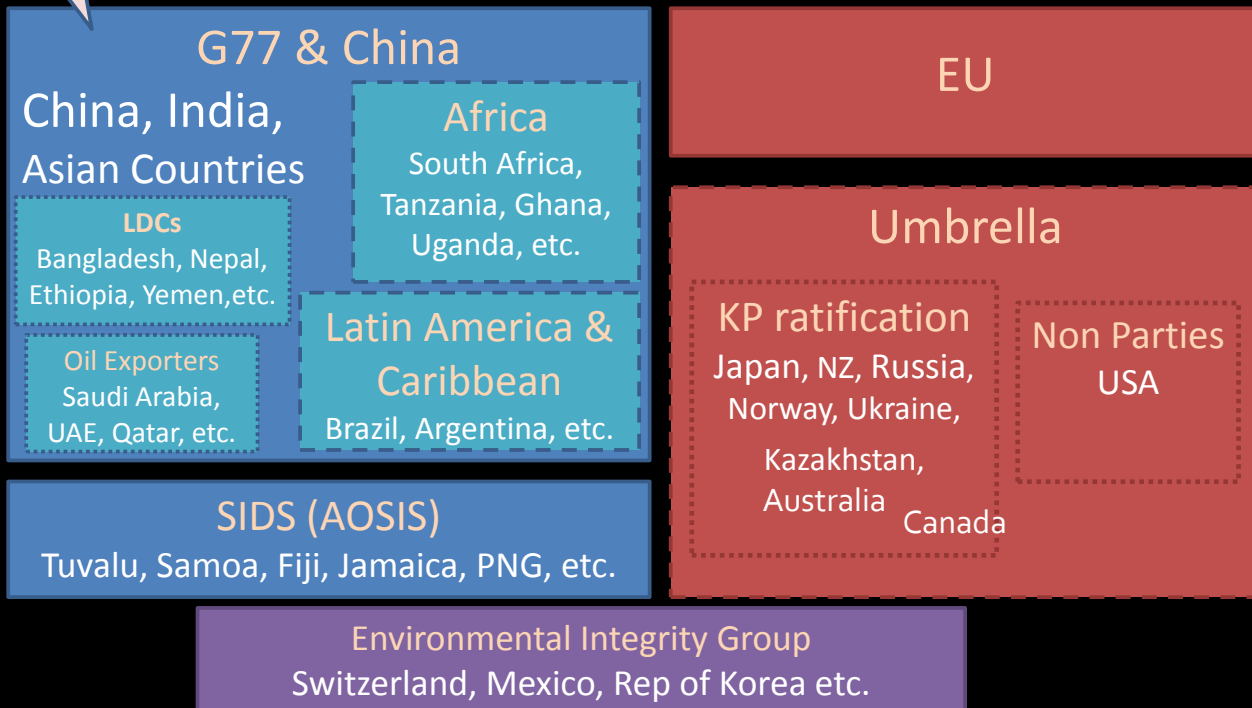 G77 & China
China, India,
Asian Countries
LDCs
Bangladesh, Nepal,
Ethiopia, Yemen,etc.
Oil Exporters
Saudi Arabia,
UAE, Qatar, etc.
Africa
South Africa,
Tanzania, Ghana,
Uganda, etc.
Latin America &
Caribbean
Brazil, Argentina, etc.
SIDS (AOSIS)
Tuvalu, Samoa, Fiji, Jamaica, PNG, etc.
EU
Umbrella
KP ratification
Japan, NZ, Russia,
Norway, Ukraine,
Kazakhstan,
Australia
Canada
Non Parties
USA
Environmental Integrity Group
Switzerland, Mexico, Rep of Korea etc.